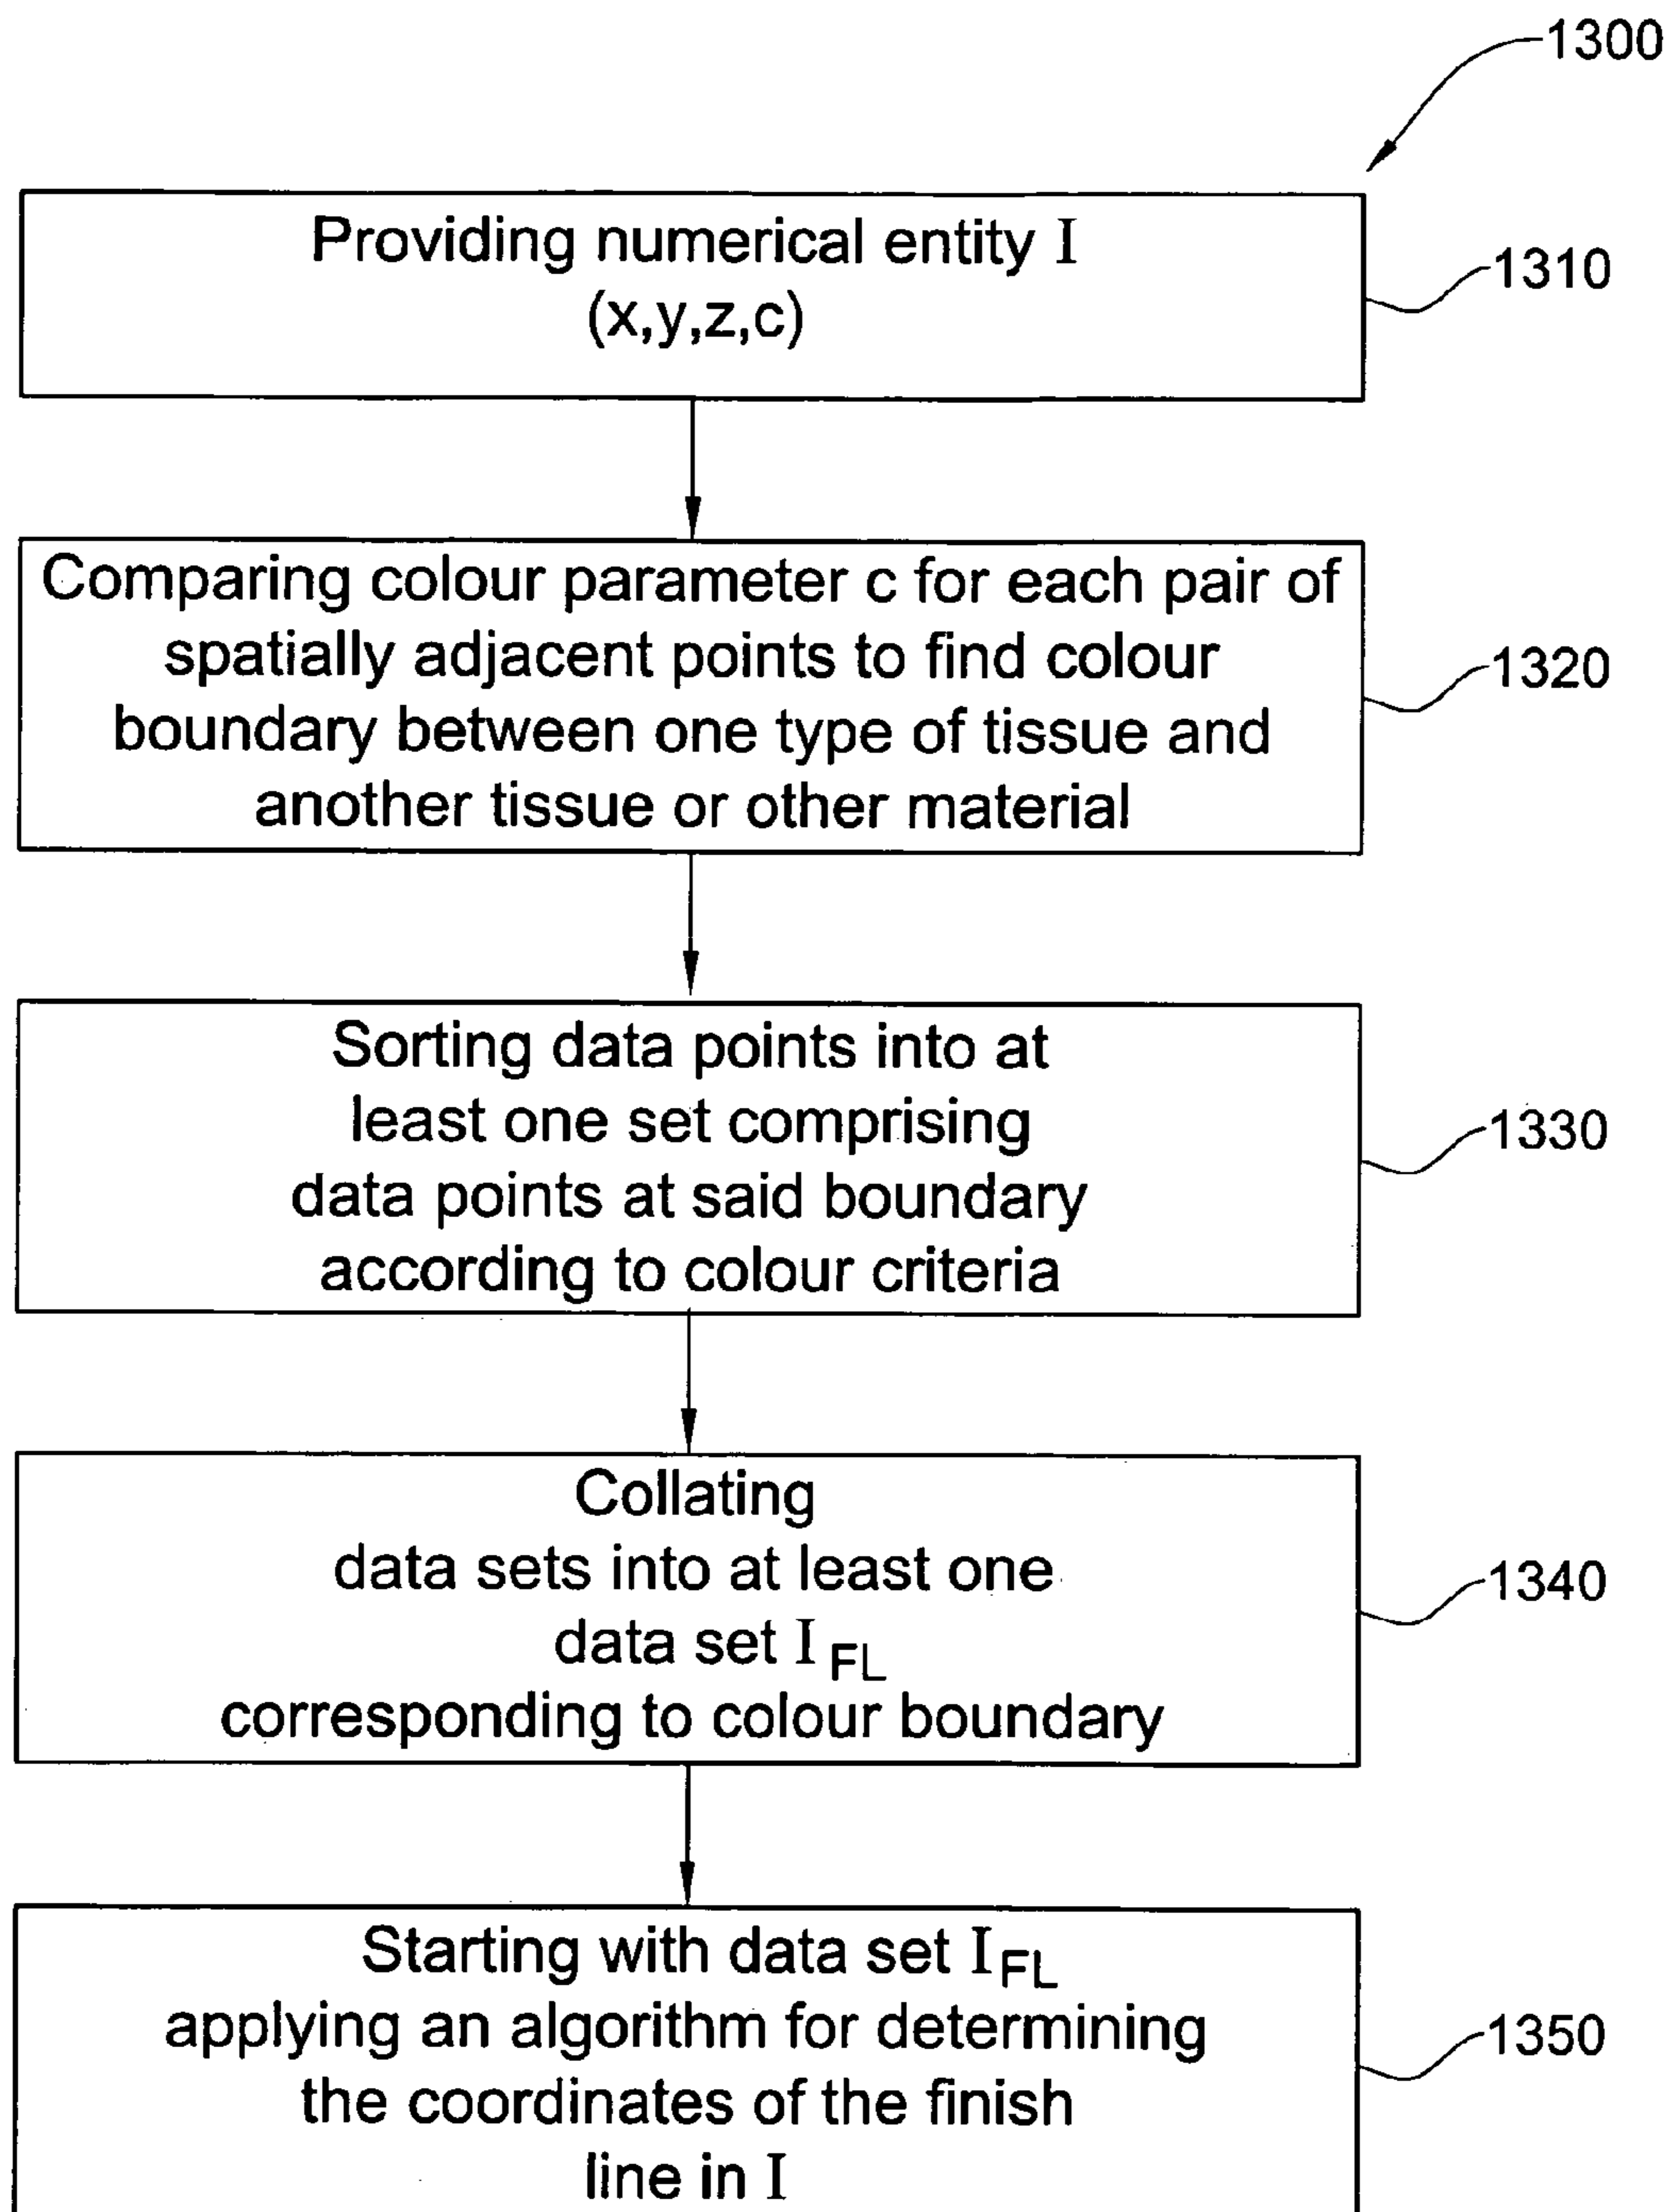 1300
Providing numerical entity I
(x,y,z,c)
1310
Comparing colour parameter c for each pair of
spatially adjacent points to find colour
boundary between one type of tissue and
another tissue or other material
1320
Sorting data points into at
least one set comprising
data points at said boundary
according to colour criteria
1330
Collating
data sets into at least one
data set I FL
corresponding to colour boundary
1340
Starting with data set I FL
applying an algorithm for determining
the coordinates of the finish
line in I
1350